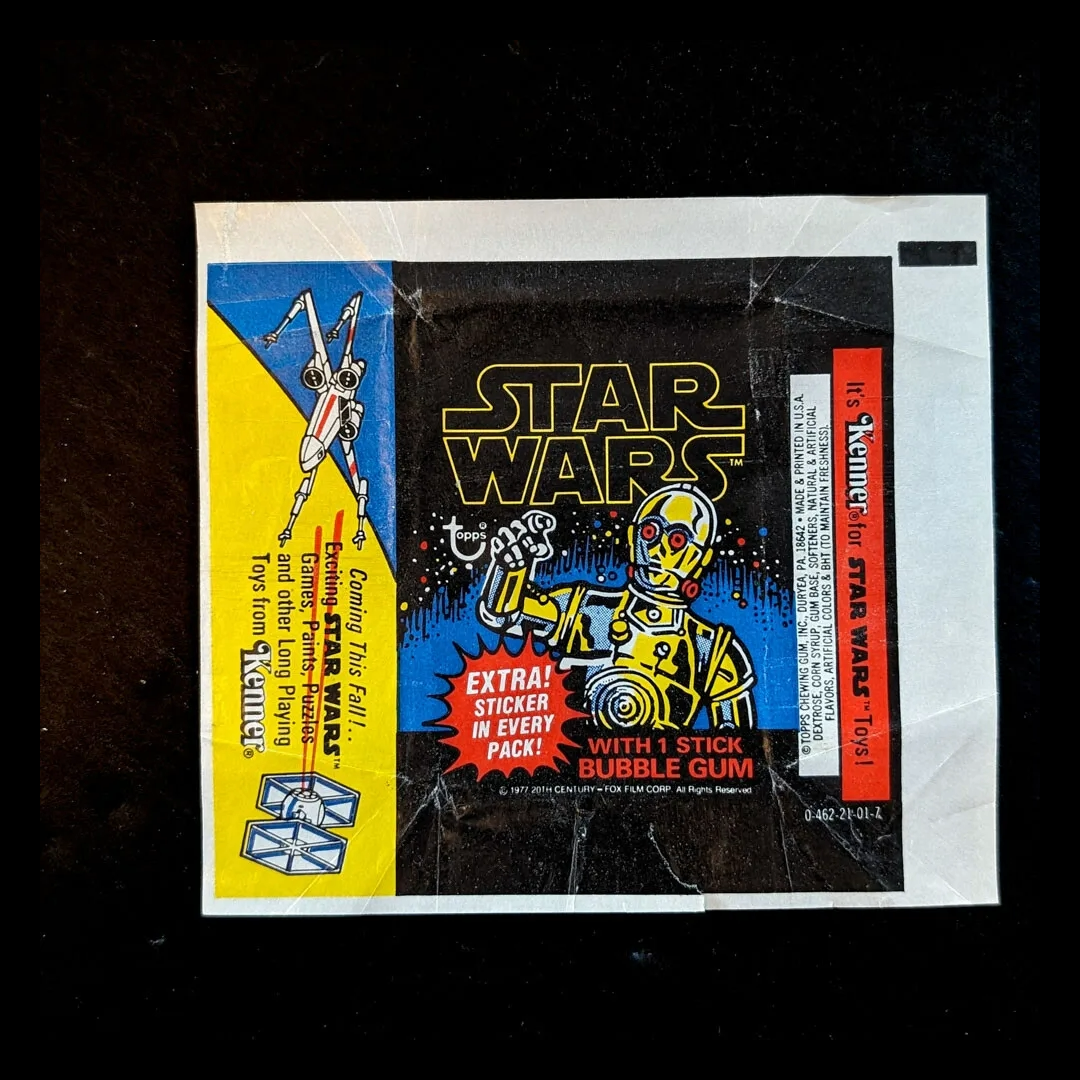 STAR
WARS™
topps®
EXTRA!
STICKER
IN EVERY
PACK!
WITH 1 STICK
BUBBLE GUM
© 1977 20TH CENTURY-FOX FILM CORP. All Rights Reserved
Coming This Fall!...
Exciting STAR WARS™
Games, Paints, Puzzles
and other Long Playing
Toys from Kenner®
© TOPPS CHEWING GUM, INC., DURYEA, PA. 18642 • MADE & PRINTED IN U.S.A.
DEXTROSE, CORN SYRUP, GUM BASE, SOFTENERS, NATURAL & ARTIFICIAL
FLAVORS, ARTIFICIAL COLORS & BHT (TO MAINTAIN FRESHNESS).
It's Kenner® for STAR WARS™ Toys!
0-462-21-01-7